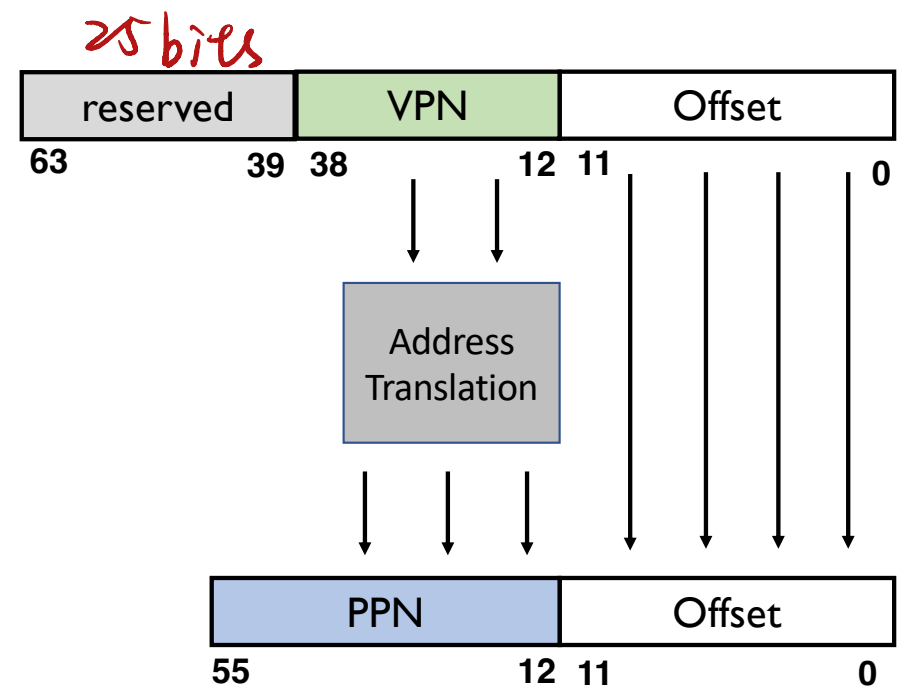 25 bits
reserved VPN Offset
63 39 38 12 11 0
Address
Translation
PPN Offset
55 12 11 0